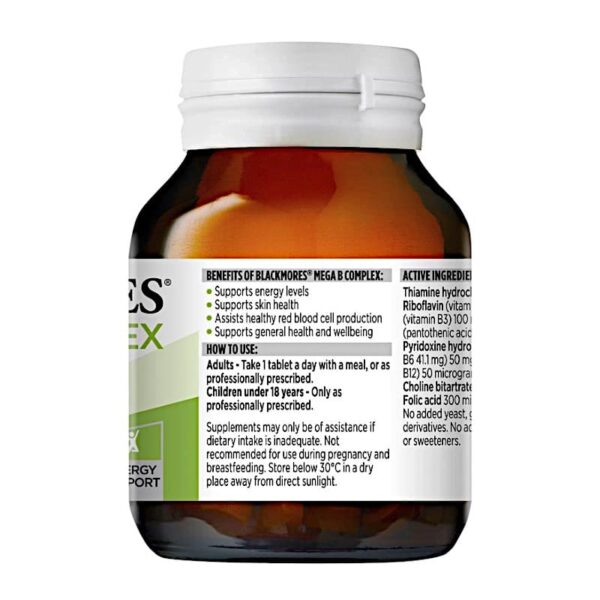 ES®
EX
ERGY
PORT
BENEFITS OF BLACKMORES® MEGA B COMPLEX:
• Supports energy levels
• Supports skin health
• Assists healthy red blood cell production
• Supports general health and wellbeing
HOW TO USE:
Adults - Take 1 tablet a day with a meal, or as
professionally prescribed.
Children under 18 years - Only as
professionally prescribed.
Supplements may only be of assistance if
dietary intake is inadequate. Not
recommended for use during pregnancy and
breastfeeding. Store below 30°C in a dry
place away from direct sunlight.
ACTIVE INGREDIE
Thiamine hydrocl
Riboflavin (vitam
(vitamin B3) 100 m
(pantothenic acid
Pyridoxine hydro
B6 41.1 mg) 50 mg
B12) 50 microgra
Choline bitartrate
Folic acid 300 mi
No added yeast, g
derivatives. No ad
or sweeteners.